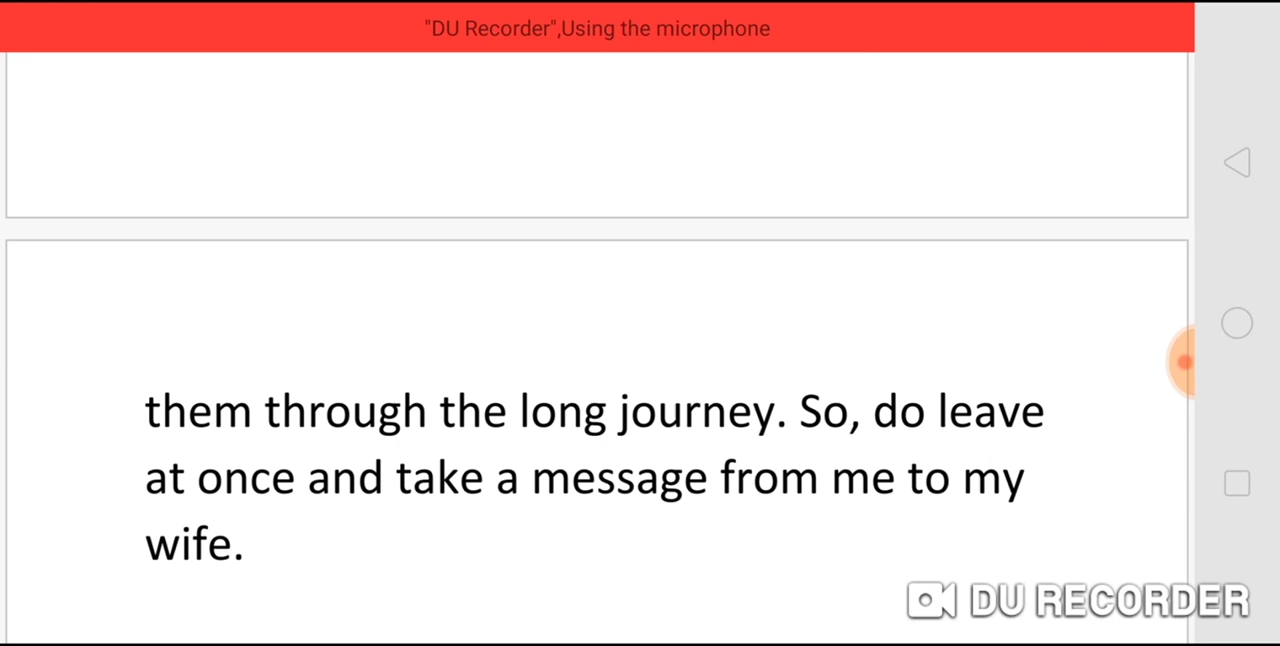 "DU Recorder",Using the microphone
them through the long journey. So, do leave
at once and take a message from me to my
wife.
DU RECORDER